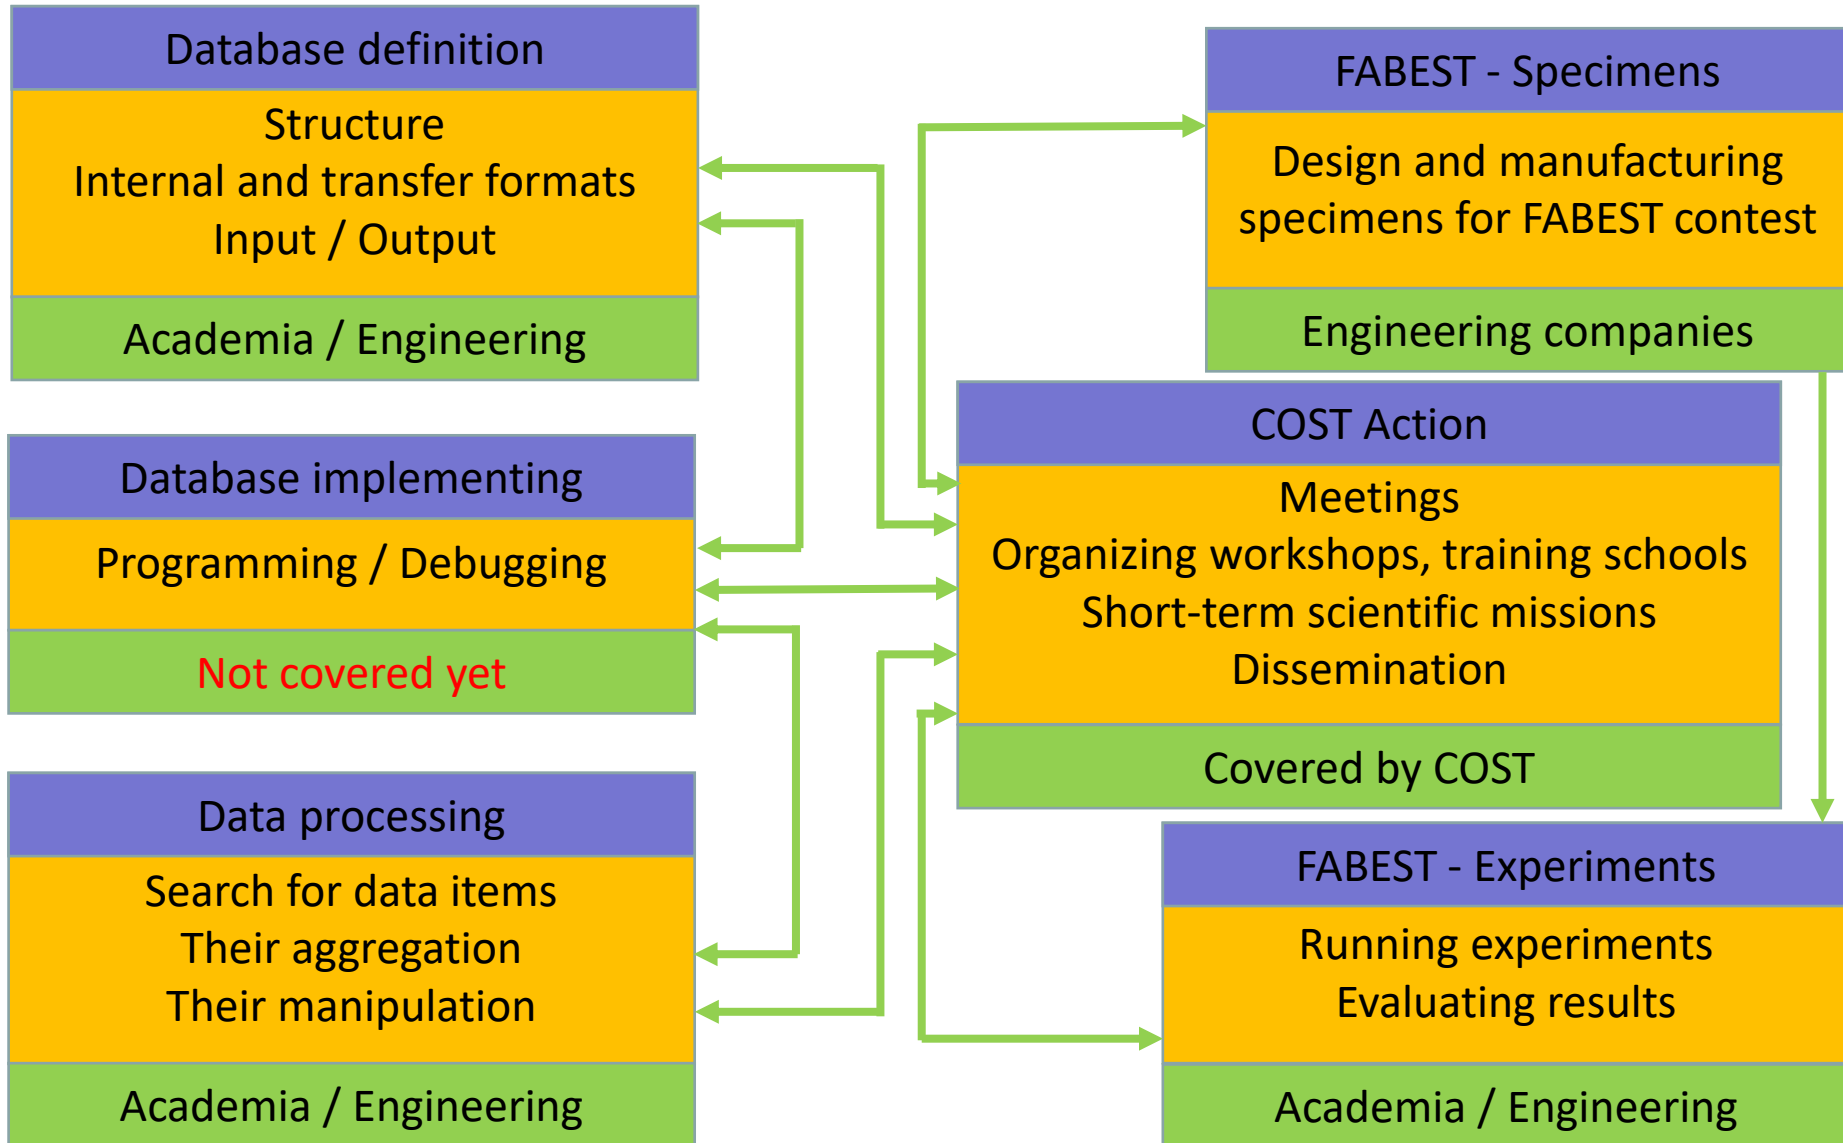 Database definition
Structure
Internal and transfer formats
Input / Output
Academia / Engineering
Database implementing
Programming / Debugging
Not covered yet
Data processing
Search for data items
Their aggregation
Their manipulation
Academia / Engineering
FABEST - Specimens
Design and manufacturing
specimens for FABEST contest
Engineering companies
COST Action
Meetings
Organizing workshops, training schools
Short-term scientific missions
Dissemination
Covered by COST
FABEST - Experiments
Running experiments
Evaluating results
Academia / Engineering